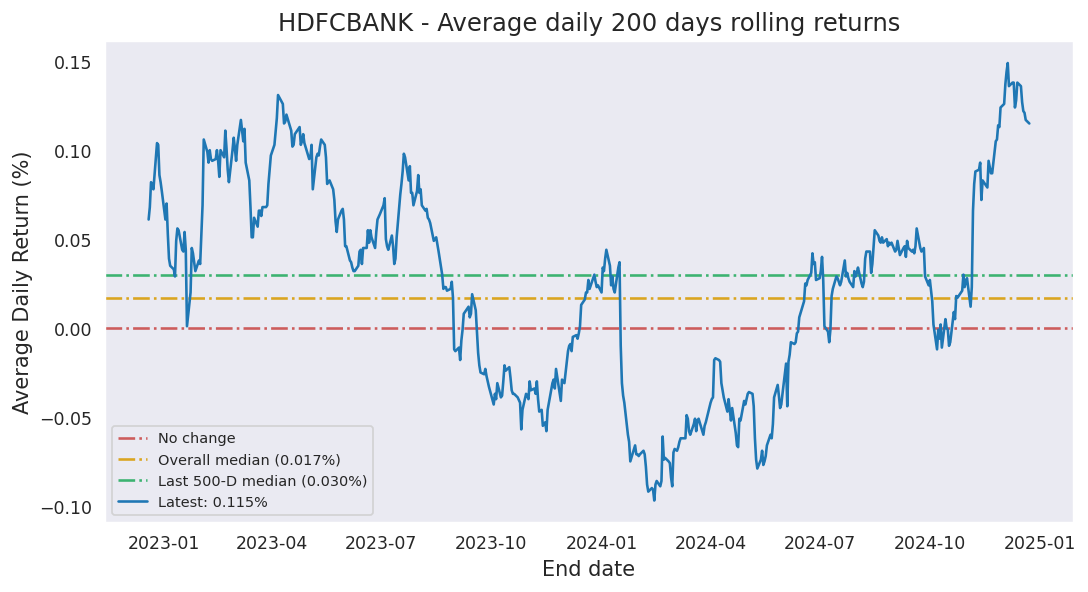 HDFCBANK - Average daily 200 days rolling returns
Average Daily Return (%)
0.15
0.10
0.05
0.00
−0.05
−0.10
No change
Overall median (0.017%)
Last 500-D median (0.030%)
Latest: 0.115%
2023-01 2023-04 2023-07 2023-10 2024-01 2024-04 2024-07 2024-10 2025-01
End date